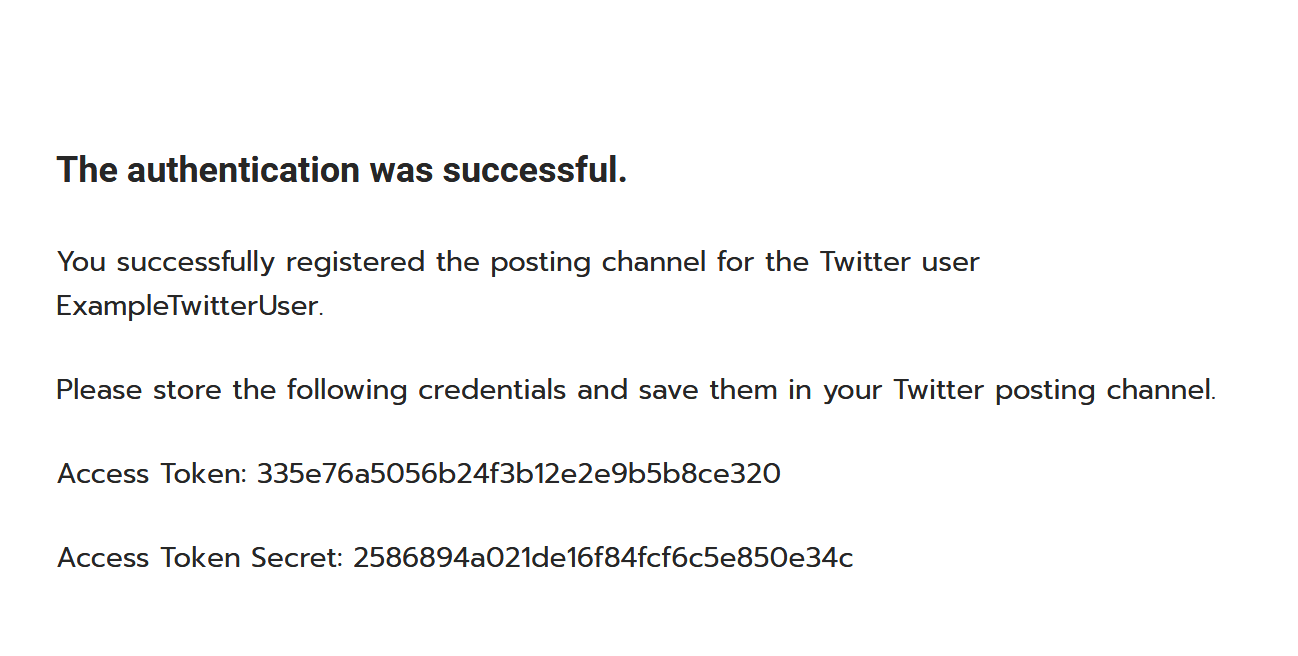 The authentication was successful.
You successfully registered the posting channel for the Twitter user
ExampleTwitterUser.
Please store the following credentials and save them in your Twitter posting channel.
Access Token: 335e76a5056b24f3b12e2e9b5b8ce320
Access Token Secret: 2586894a021de16f84fcf6c5e850e34c